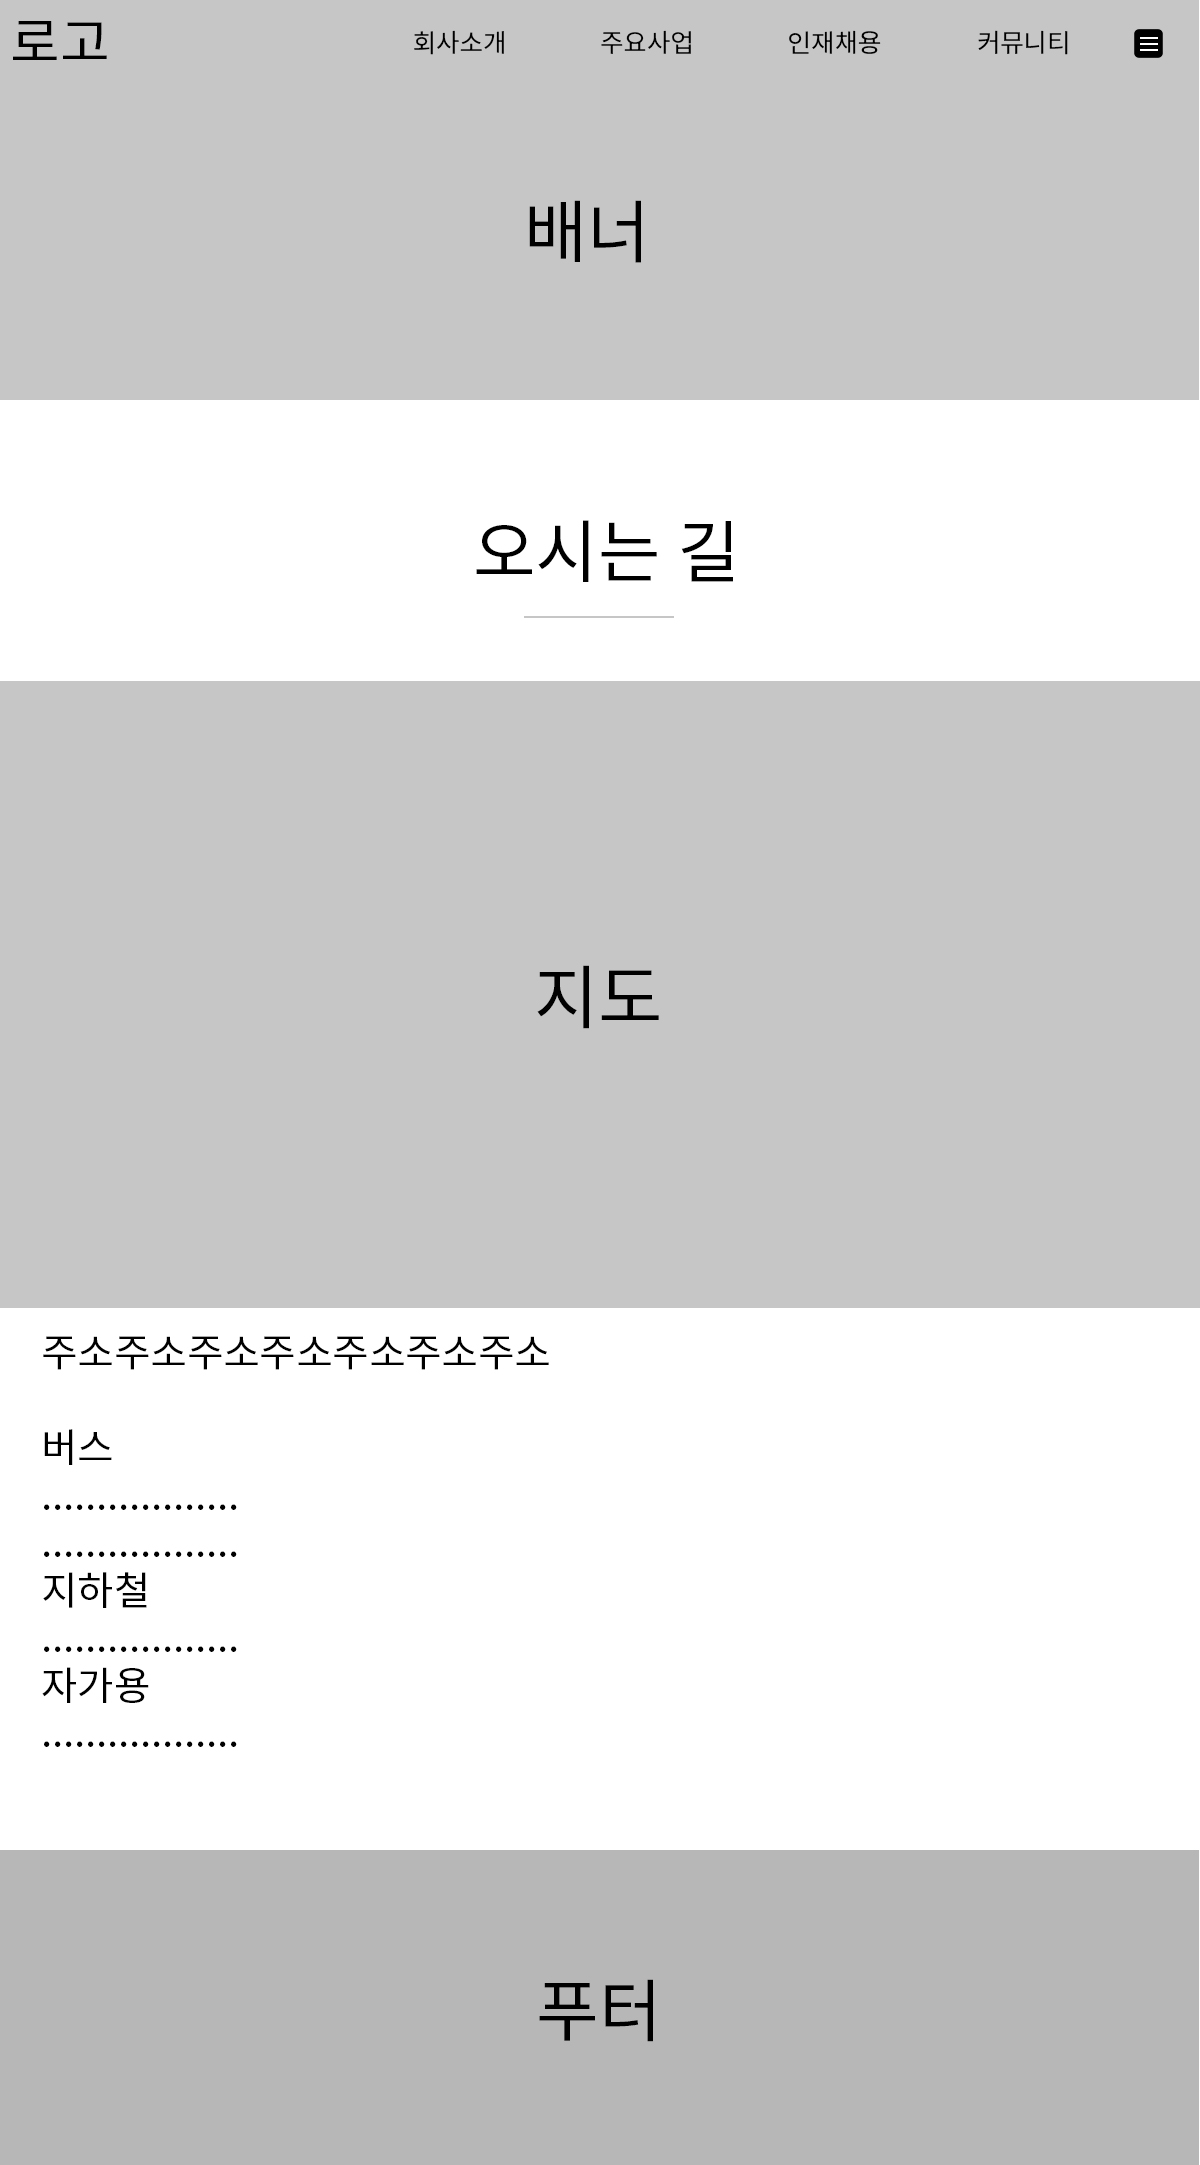 로고 회사소개 주요사업 인재채용 커뮤니티
배너
오시는 길
지도
주소주소주소주소주소주소주소
버스
..................
..................
지하철
..................
자가용
..................
푸터